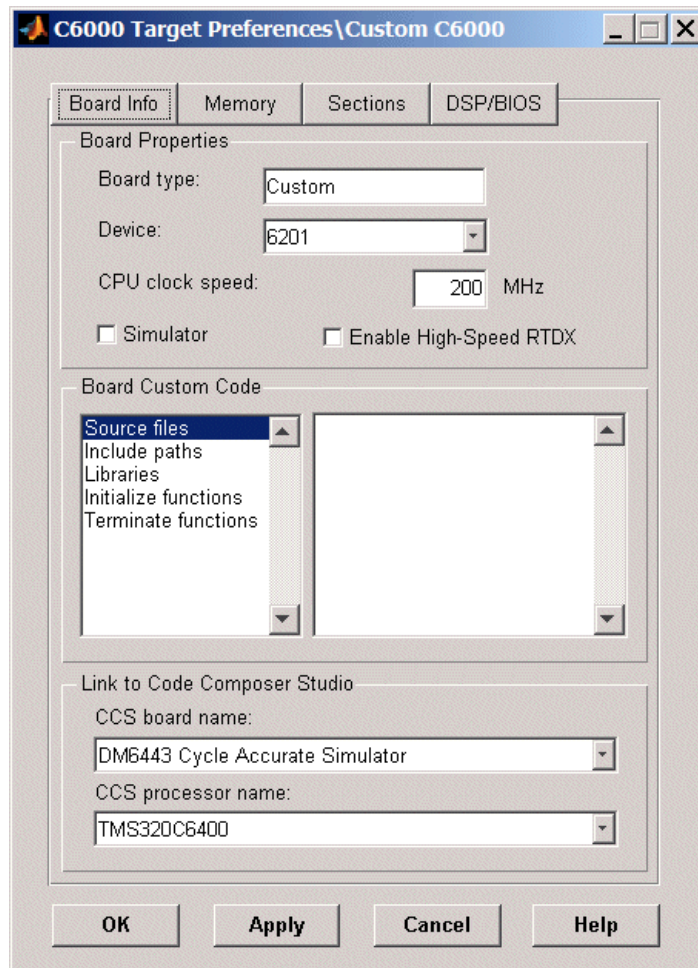 C6000 Target Preferences\Custom C6000
Board Info Memory Sections DSP/BIOS
Board Properties
Board type: Custom
Device: 6201
CPU clock speed: 200 MHz
Simulator Enable High-Speed RTDX
Board Custom Code
Source files
Include paths
Libraries
Initialize functions
Terminate functions
Link to Code Composer Studio
CCS board name:
DM6443 Cycle Accurate Simulator
CCS processor name:
TMS320C6400
OK Apply Cancel Help